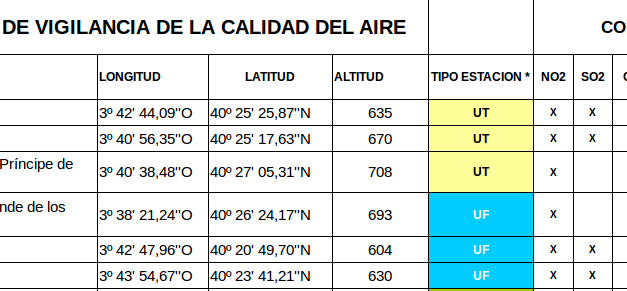 DE VIGILANCIA DE LA CALIDAD DEL AIRE CO
LONGITUD LATITUD ALTITUD TIPO ESTACION * NO2 SO2
3º 42' 44,09''O 40º 25' 25,87''N 635 UT X X
3º 40' 56,35''O 40º 25' 17,63''N 670 UT X X
Príncipe de 3º 40' 38,48''O 40º 27' 05,31''N 708 UT X
nde de los 3º 38' 21,24''O 40º 26' 24,17''N 693 UF X
3º 42' 47,96''O 40º 20' 49,70''N 604 UF X X
3º 43' 54,67''O 40º 23' 41,21''N 630 UF X X